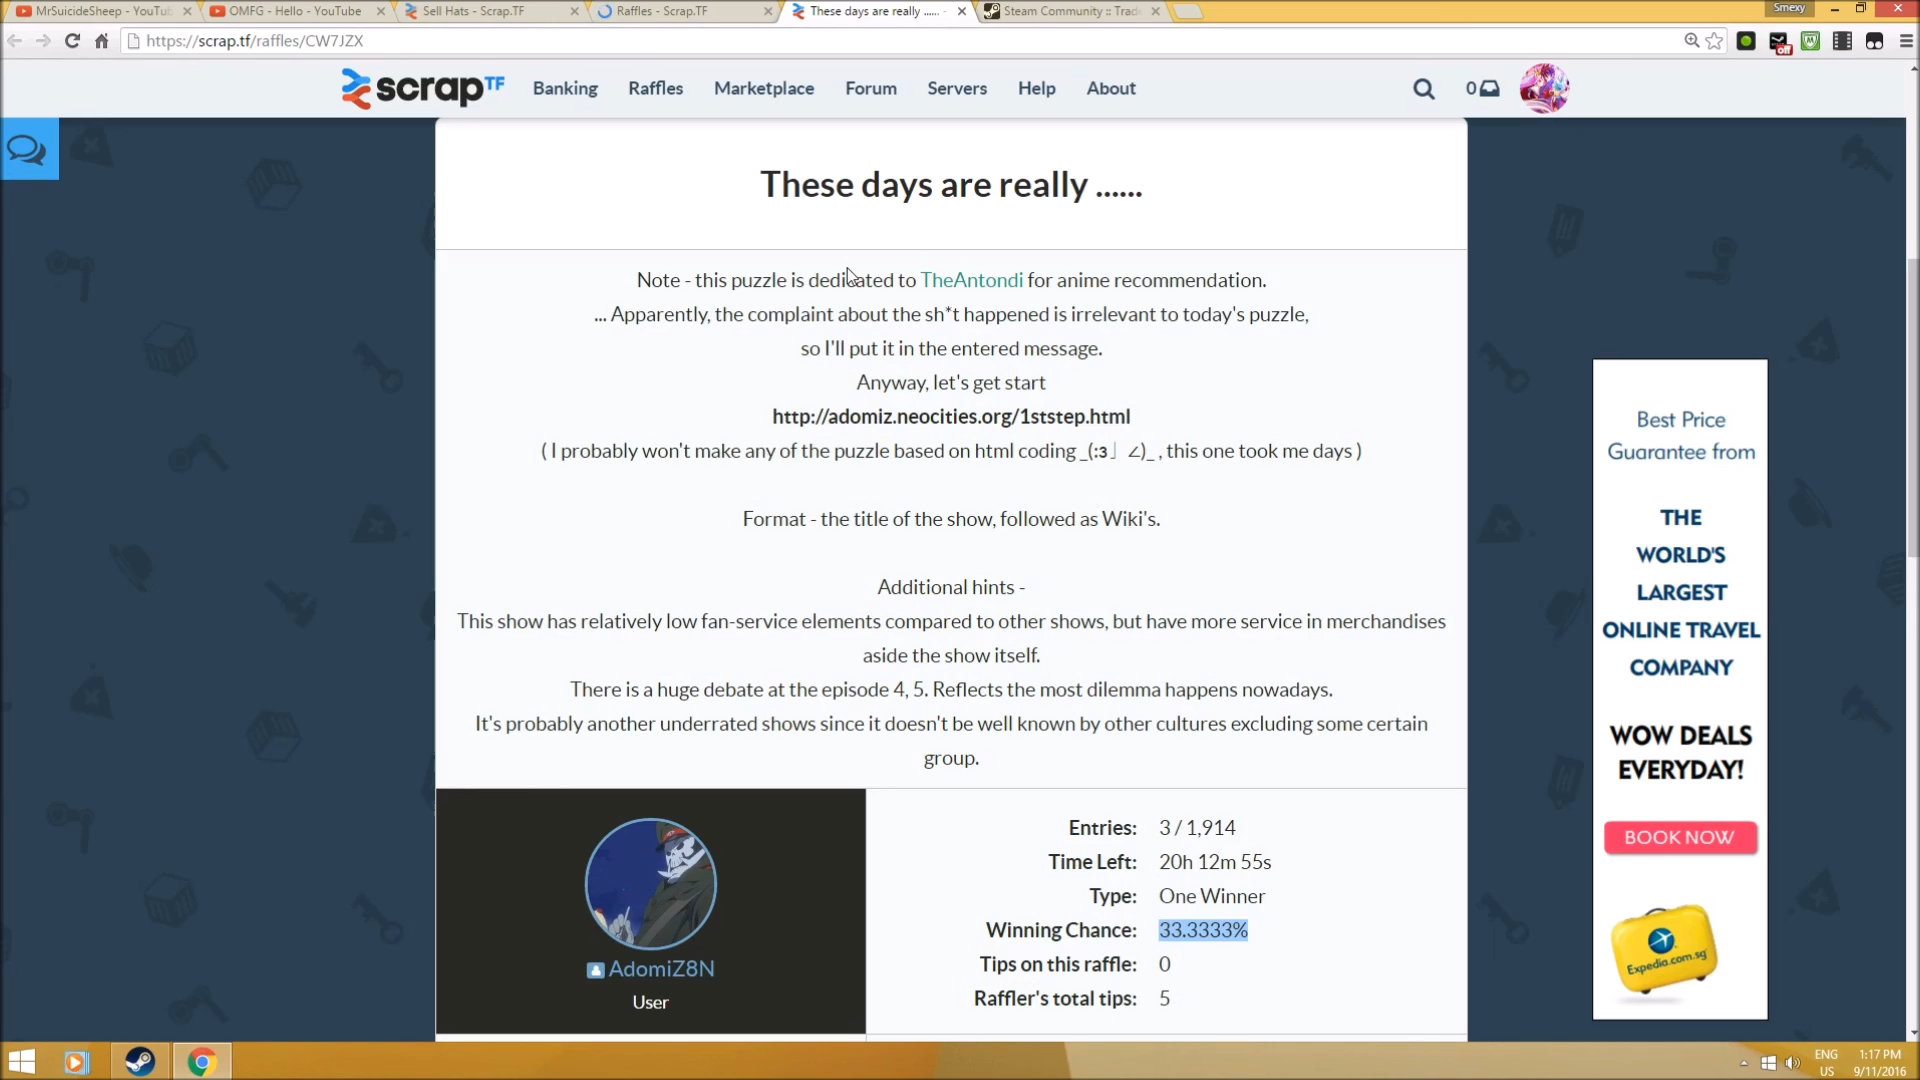 MrSuicideSheep - YouTu
OMFG - Hello - YouTube
Sell Hats - Scrap.TF
Raffles - Scrap.TF
These days are really ......
Steam Community :: Trad
Smexy
https://scrap.tf/raffles/CW7JZX
off
scrap TF
Banking
Raffles
Marketplace
Forum
Servers
Help
About
0
These days are really ......
Note - this puzzle is dedicated to TheAntondi for anime recommendation.
... Apparently, the complaint about the sh*t happened is irrelevant to today's puzzle,
so I'll put it in the entered message.
Anyway, let's get start
http://adomiz.neocities.org/1ststep.html
( I probably won't make any of the puzzle based on html coding _(:3」∠)_ , this one took me days )
Format - the title of the show, followed as Wiki's.
Additional hints -
This show has relatively low fan-service elements compared to other shows, but have more service in merchandises
aside the show itself.
There is a huge debate at the episode 4, 5. Reflects the most dilemma happens nowadays.
It's probably another underrated shows since it doesn't be well known by other cultures excluding some certain
group.
AdomiZ8N
User
Entries: 3 / 1,914
Time Left: 20h 12m 55s
Type: One Winner
Winning Chance: 33.3333%
Tips on this raffle: 0
Raffler's total tips: 5
Best Price
Guarantee from
THE
WORLD'S
LARGEST
ONLINE TRAVEL
COMPANY
WOW DEALS
EVERYDAY!
BOOK NOW
Expedia.com.sg
ENG
US
1:17 PM
9/11/2016